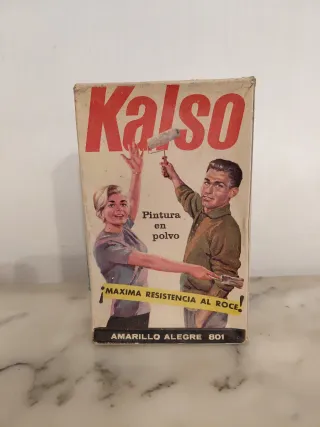 Kalso
Pintura
en
polvo
¡MAXIMA RESISTENCIA AL ROCE!
AMARILLO ALEGRE 801